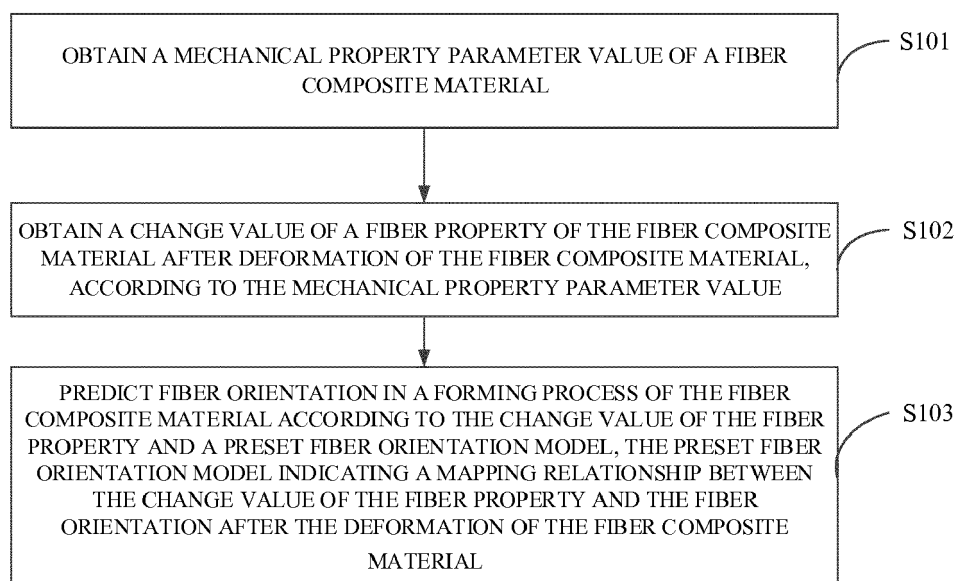 OBTAIN A MECHANICAL PROPERTY PARAMETER VALUE OF A FIBER
COMPOSITE MATERIAL
S101
OBTAIN A CHANGE VALUE OF A FIBER PROPERTY OF THE FIBER COMPOSITE
MATERIAL AFTER DEFORMATION OF THE FIBER COMPOSITE MATERIAL,
ACCORDING TO THE MECHANICAL PROPERTY PARAMETER VALUE
S102
PREDICT FIBER ORIENTATION IN A FORMING PROCESS OF THE FIBER
COMPOSITE MATERIAL ACCORDING TO THE CHANGE VALUE OF THE FIBER
PROPERTY AND A PRESET FIBER ORIENTATION MODEL, THE PRESET FIBER
ORIENTATION MODEL INDICATING A MAPPING RELATIONSHIP BETWEEN
THE CHANGE VALUE OF THE FIBER PROPERTY AND THE FIBER
ORIENTATION AFTER THE DEFORMATION OF THE FIBER COMPOSITE
MATERIAL
S103